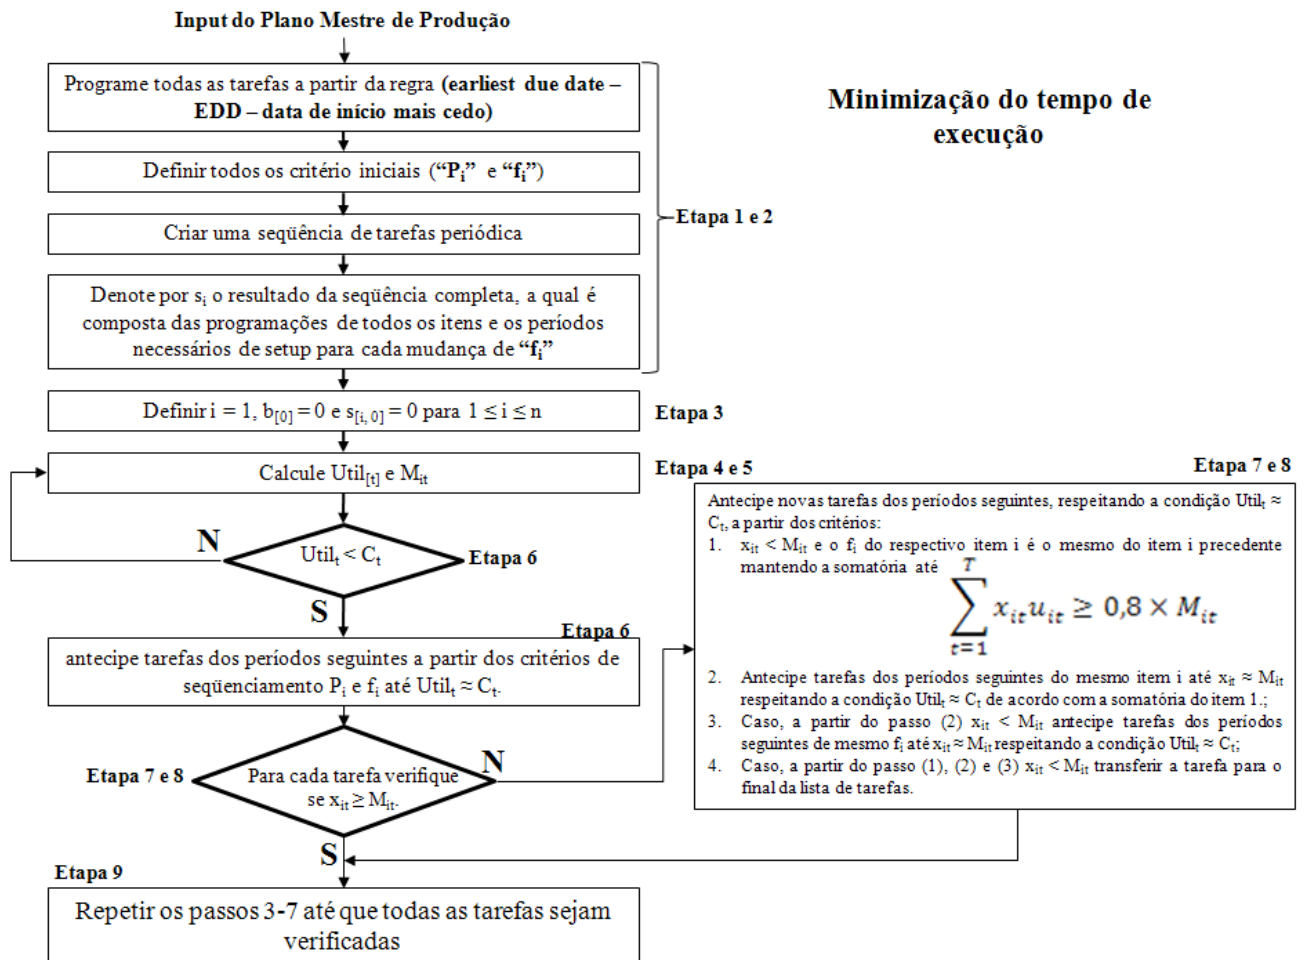 Input do Plano Mestre de Produção
Programe todas as tarefas a partir da regra (earliest due date –
EDD – data de início mais cedo)
Minimização do tempo de
execução
Definir todos os critério iniciais (“Pi” e “fi”)
Etapa 1 e 2
Criar uma seqüência de tarefas periódica
Denote por si o resultado da seqüência completa, a qual é
composta das programações de todos os itens e os períodos
necessários de setup para cada mudança de “fi”
Definir i = 1, b[0] = 0 e s[i, 0] = 0 para 1 ≤ i ≤ n
Etapa 3
Calcule Util[t] e Mit
Etapa 4 e 5
N
Utilt < Ct
Etapa 6
S
Etapa 6
antecipe tarefas dos períodos seguintes a partir dos critérios de
seqüenciamento Pi e fi até Utilt ≈ Ct.
Etapa 7 e 8
Para cada tarefa verifique
se xit ≥ Mit.
N
S
Etapa 7 e 8
Antecipe novas tarefas dos períodos seguintes, respeitando a condição Utilt ≈
Ct, a partir dos critérios:
1. xit < Mit e o fi do respectivo item i é o mesmo do item i precedente
mantendo a somatória até
T
∑ xit uit ≥ 0,8 × Mit
t=1
2. Antecipe tarefas dos períodos seguintes do mesmo item i até xit ≈ Mit
respeitando a condição Utilt ≈ Ct de acordo com a somatória do item 1.;
3. Caso, a partir do passo (2) xit < Mit antecipe tarefas dos períodos
seguintes de mesmo fi até xit ≈ Mit respeitando a condição Utilt ≈ Ct;
4. Caso, a partir do passo (1), (2) e (3) xit < Mit transferir a tarefa para o
final da lista de tarefas.
Etapa 9
Repetir os passos 3-7 até que todas as tarefas sejam
verificadas